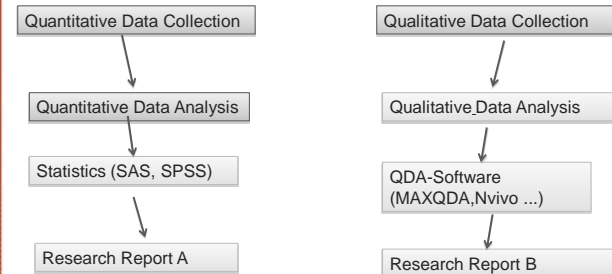 Quantitative Data Collection
Quantitative Data Analysis
Statistics (SAS, SPSS)
Research Report A
Qualitative Data Collection
Qualitative Data Analysis
QDA-Software
(MAXQDA,Nvivo ...)
Research Report B